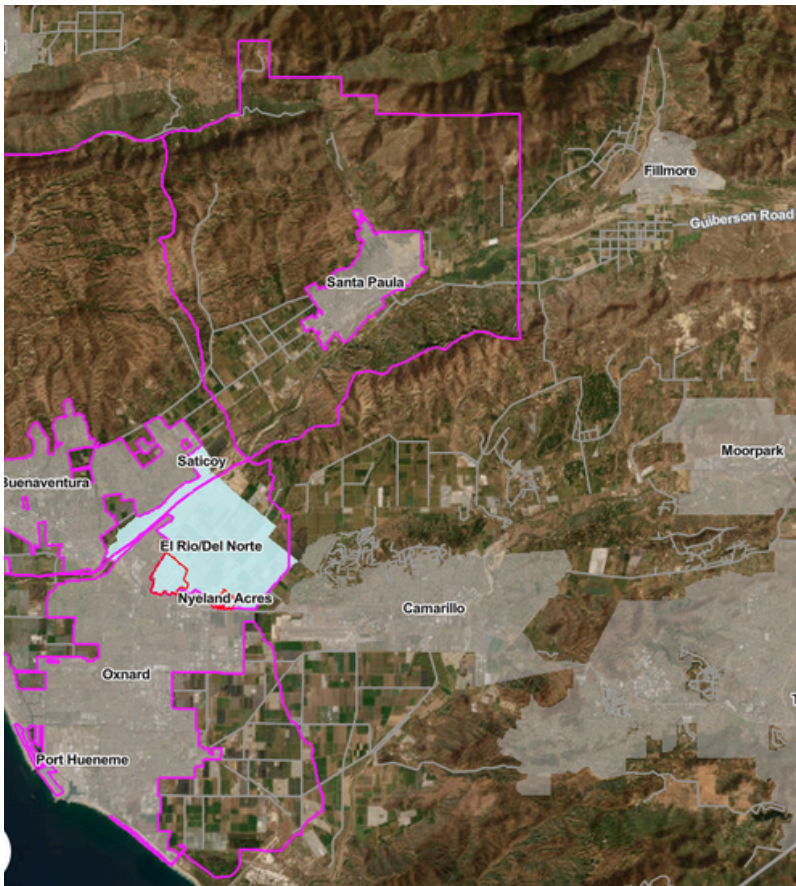 Fillmore
Guiberson Road
Santa Paula
Moorpark
Saticoy
Buenaventura
El Rio/Del Norte
Nyeland Acres
Camarillo
Oxnard
Port Hueneme